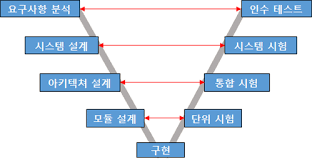 요구사항 분석
인수 테스트
시스템 설계
시스템 시험
아키텍쳐 설계
통합 시험
모듈 설계
단위 시험
구현